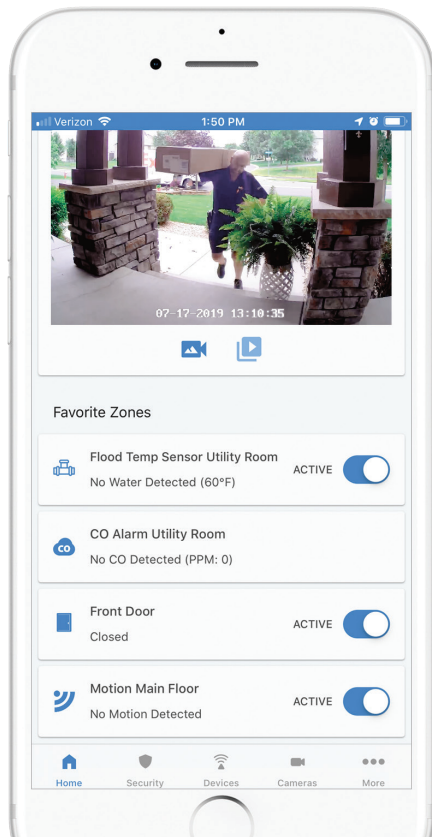 Verizon 1:50 PM
07-17-2019 13:10:35
Favorite Zones
Flood Temp Sensor Utility Room
No Water Detected (60°F)
ACTIVE
CO
CO Alarm Utility Room
No CO Detected (PPM: 0)
Front Door
Closed
ACTIVE
Motion Main Floor
No Motion Detected
ACTIVE
Home Security Devices Cameras More